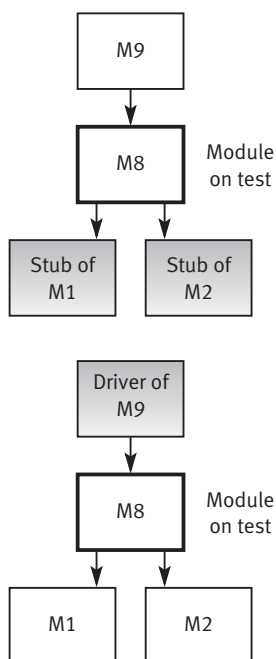 M9
M8
Module
on test
Stub of
M1
Stub of
M2
Driver of
M9
M8
Module
on test
M1
M2